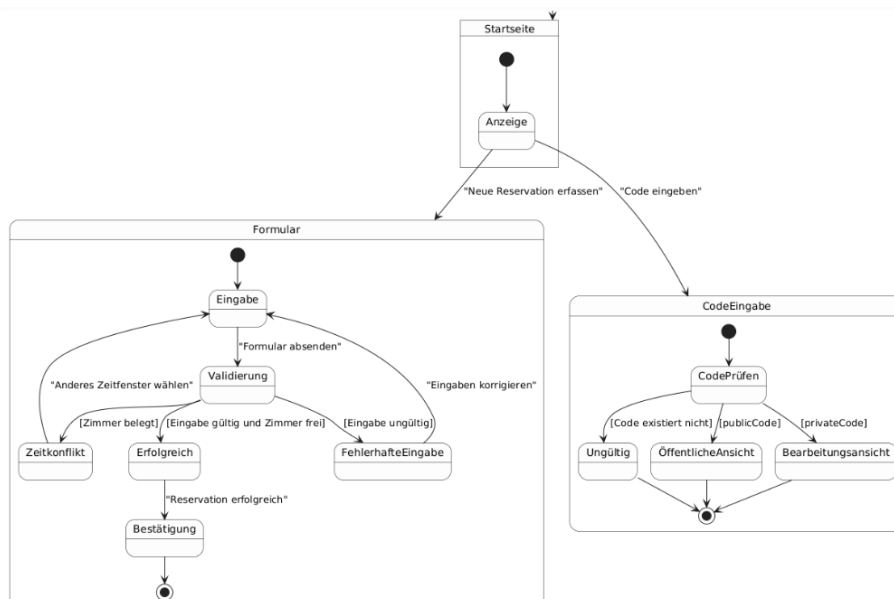 Startseite
Anzeige
"Neue Reservation erfassen"
"Code eingeben"
Formular
Eingabe
"Formular absenden"
"Anderes Zeitfenster wählen"
Validierung
"Eingaben korrigieren"
[Zimmer belegt]
[Eingabe gültig und Zimmer frei]
[Eingabe ungültig]
Zeitkonflikt
Erfolgreich
FehlerhafteEingabe
"Reservation erfolgreich"
Bestätigung
CodeEingabe
CodePrüfen
[Code existiert nicht]
[publicCode]
[privateCode]
Ungültig
ÖffentlicheAnsicht
Bearbeitungsansicht